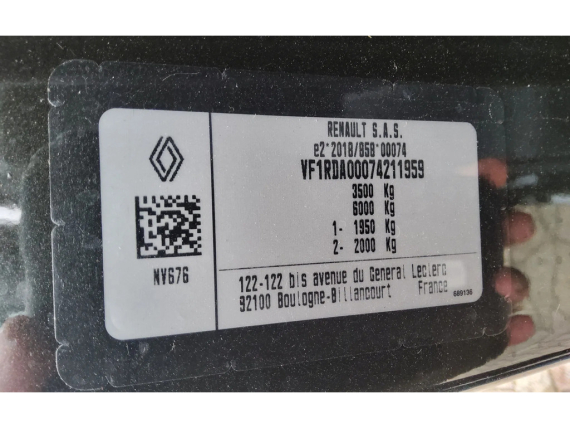 RENAULT S.A.S.
e2*2018/858*00074
VF1RDA00074211959
3500 Kg
6000 Kg
1- 1950 Kg
2- 2000 Kg
NV676
122-122 bis avenue du General Leclerc
92100 Boulogne-Billancourt France
689136